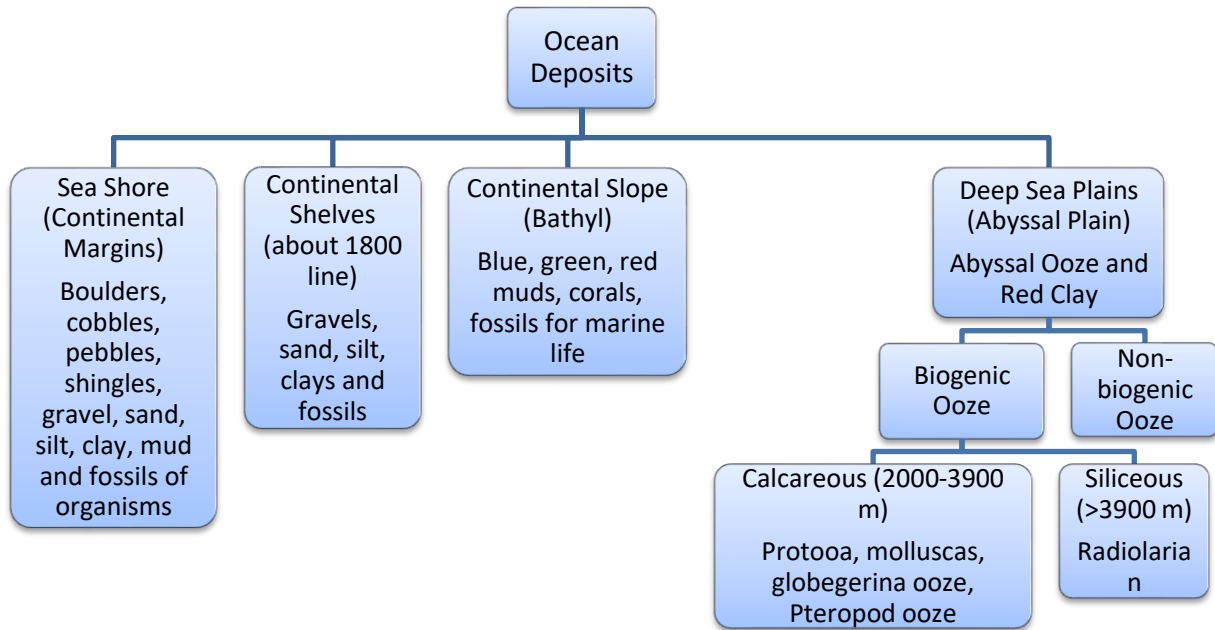 Ocean
Deposits
Sea Shore
(Continental
Margins)
Boulders,
cobbles,
pebbles,
shingles,
gravel, sand,
silt, clay, mud
and fossils of
organisms
Continental
Shelves
(about 1800
line)
Gravels,
sand, silt,
clays and
fossils
Continental Slope
(Bathyl)
Blue, green, red
muds, corals,
fossils for marine
life
Deep Sea Plains
(Abyssal Plain)
Abyssal Ooze and
Red Clay
Biogenic
Ooze
Non-
biogenic
Ooze
Calcareous (2000-3900
m)
Protooa, molluscas,
globegerina ooze,
Pteropod ooze
Siliceous
(>3900 m)
Radiolaria
n